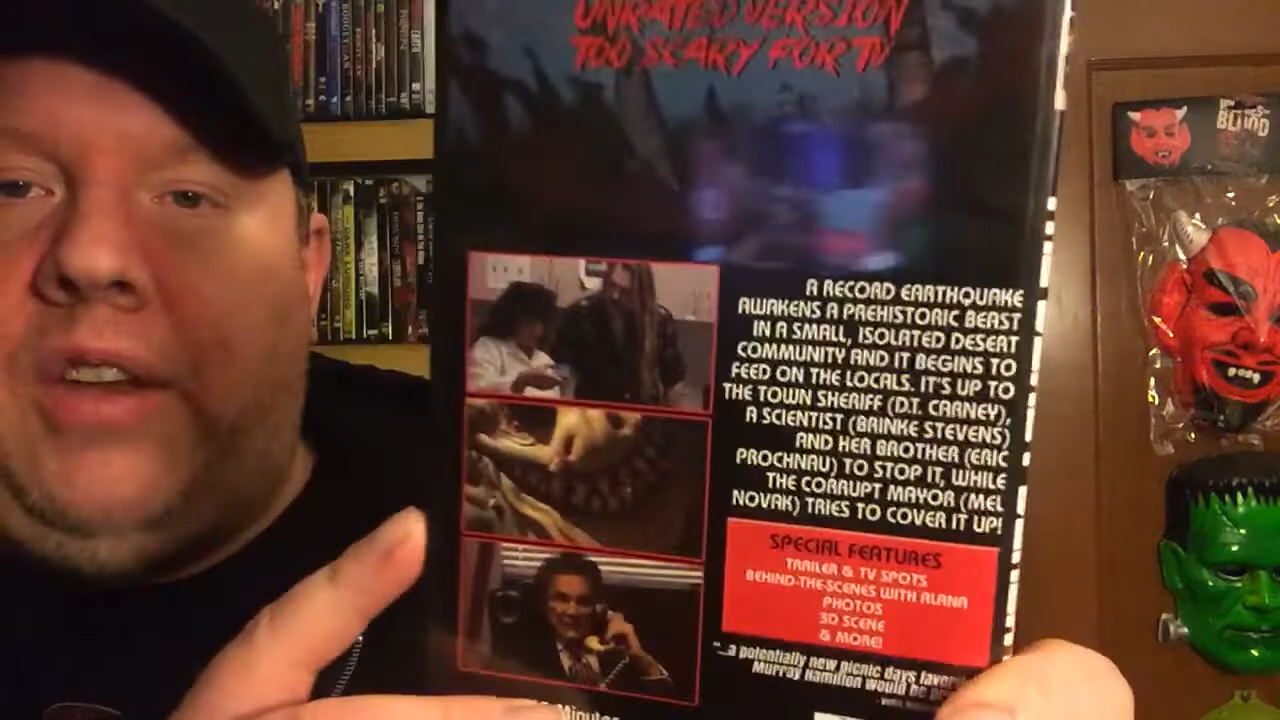 UNRATED VERSION
TOO SCARY FOR TV
BLOOD
A RECORD EARTHQUAKE
AWAKENS A PREHISTORIC BEAST
IN A SMALL, ISOLATED DESERT
COMMUNITY AND IT BEGINS TO
FEED ON THE LOCALS. IT'S UP TO
THE TOWN SHERIFF (D.T. CARNEY),
A SCIENTIST (BRINKE STEVENS)
AND HER BROTHER (ERIC
PROCHNAU) TO STOP IT, WHILE
THE CORRUPT MAYOR (MEL
NOVAK) TRIES TO COVER IT UP!
SPECIAL FEATURES
TRAILER & TV SPOTS
BEHIND-THE-SCENES WITH ALANA
PHOTOS
3D SCENE
& MORE!
"...a potentially new picnic days
Murray Hamilton would be
Minutes